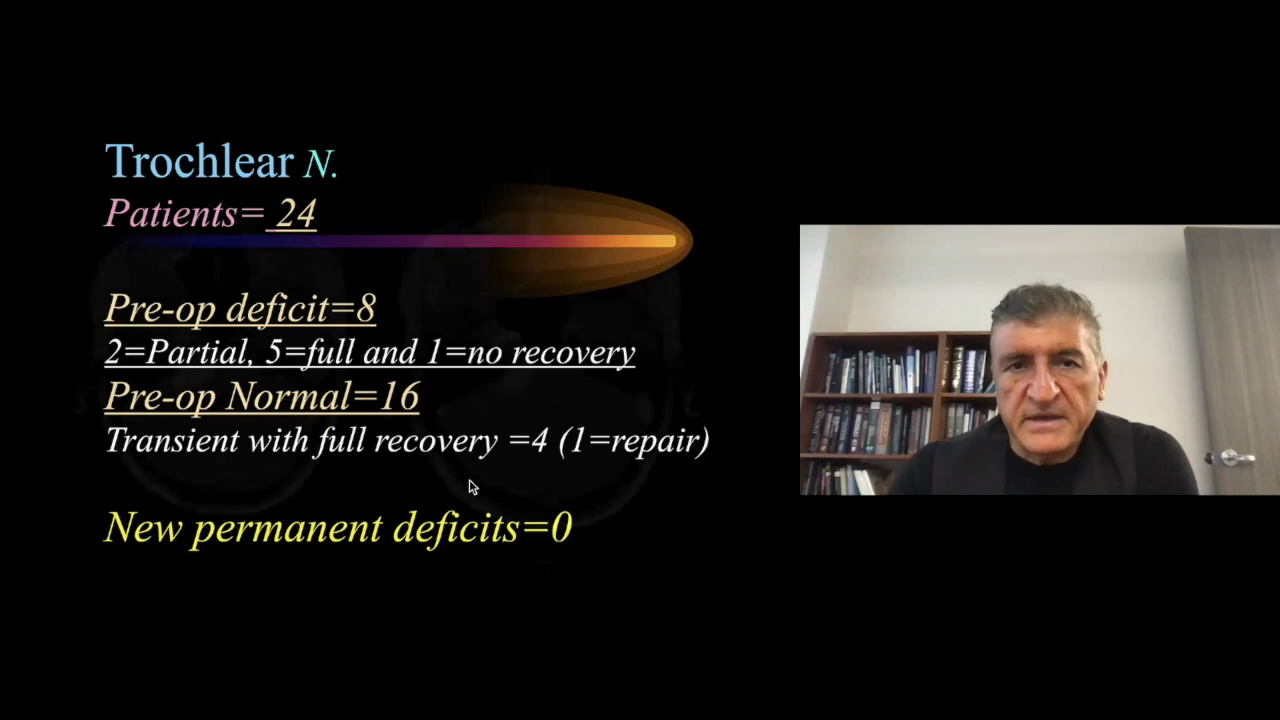 Trochlear N.
Patients= 24
Pre-op deficit=8
2=Partial, 5=full and 1=no recovery
Pre-op Normal=16
Transient with full recovery =4 (1=repair)
New permanent deficits=0